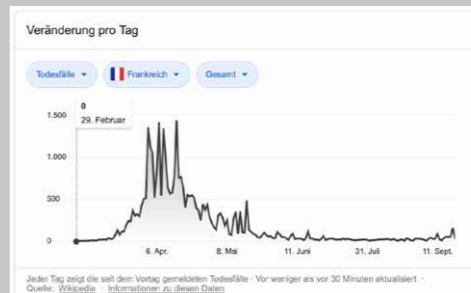 Veränderung pro Tag
Todesfälle
Frankreich
Gesamt
0
29. Februar
1.500
1.000
500
0
6. Apr.
8. Mai
11. Juni
31. Juli
11. Sept.
Jeder Tag zeigt die seit dem Vortag gemeldeten Todesfälle · Vor weniger als vor 30 Minuten aktualisiert ·
Quelle: Wikipedia · Informationen zu diesen Daten